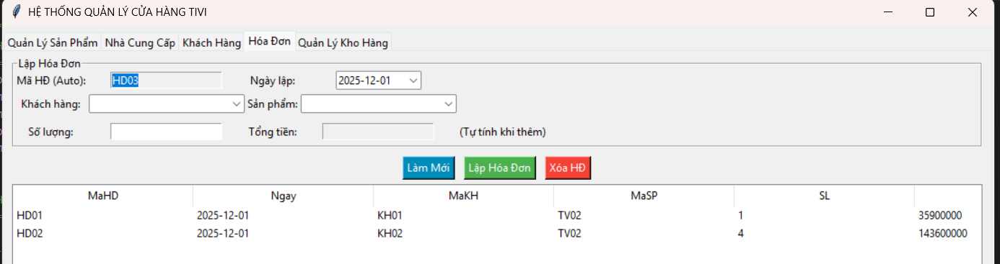 HỆ THỐNG QUẢN LÝ CỬA HÀNG TIVI
Quản Lý Sản Phẩm Nhà Cung Cấp Khách Hàng Hóa Đơn Quản Lý Kho Hàng
Lập Hóa Đơn
Mã HĐ (Auto): HD03 Ngày lập: 2025-12-01
Khách hàng: Sản phẩm:
Số lượng: Tổng tiền: (Tự tính khi thêm)
Làm Mới Lập Hóa Đơn Xóa HĐ
MaHD Ngay MaKH MaSP SL
HD01 2025-12-01 KH01 TV02 1 35900000
HD02 2025-12-01 KH02 TV02 4 143600000